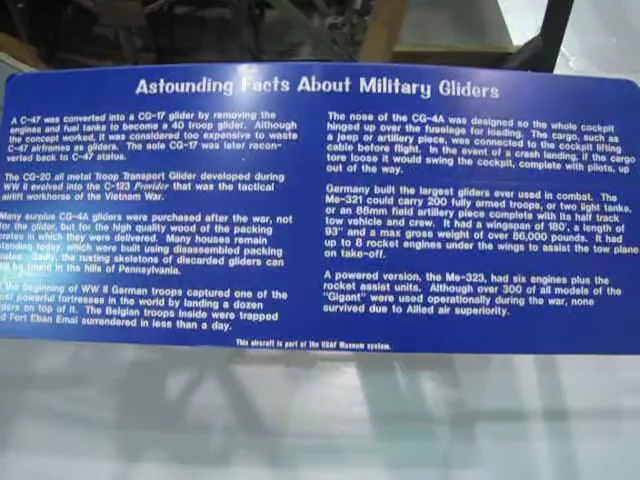 Astounding Facts About Military Gliders
A C-47 was converted into a CG-17 glider by removing the
engines and fuel tanks to become a 40 troop glider. Although
the concept worked, it was considered too expensive to waste
C-47 airframes as gliders. The sole CG-17 was later recon-
verted back to C-47 status.
The CG-20 all metal Troop Transport Glider developed during
WW II evolved into the C-123 Provider that was the tactical
airlift workhorse of the Vietnam War.
Many surplus CG-4A gliders were purchased after the war, not
for the glider, but for the high quality wood of the packing
in which they were delivered. Many houses remain
standing today, which were built using disassembled packing
Sadly, the rusting skeletons of discarded gliders can
be found in the hills of Pennsylvania.
beginning of WW II German troops captured one of the
powerful fortresses in the world by landing a dozen
on top of it. The Belgian troops inside were trapped
Fort Eban Emal surrendered in less than a day.
The nose of the CG-4A was designed so the whole cockpit
hinged up over the fuselage for loading. The cargo, such as
a jeep or artillery piece, was connected to the cockpit lifting
cable before flight. In the event of a crash landing, if the cargo
tore loose it would swing the cockpit, complete with pilots, up
out of the way.
Germany built the largest gliders ever used in combat. The
Me-321 could carry 200 fully armed troops, or two light tanks,
or an 88mm field artillery piece complete with its half track
tow vehicle and crew. It had a wingspan of 180', a length of
93" and a max gross weight of over 86,000 pounds. It had
up to 8 rocket engines under the wings to assist the tow plane
on take-off.
A powered version, the Me-323, had six engines plus the
rocket assist units. Although over 300 of all models of the
"Gigant" were used operationally during the war, none
survived due to Allied air superiority.
This aircraft is part of the USAF Museum system.